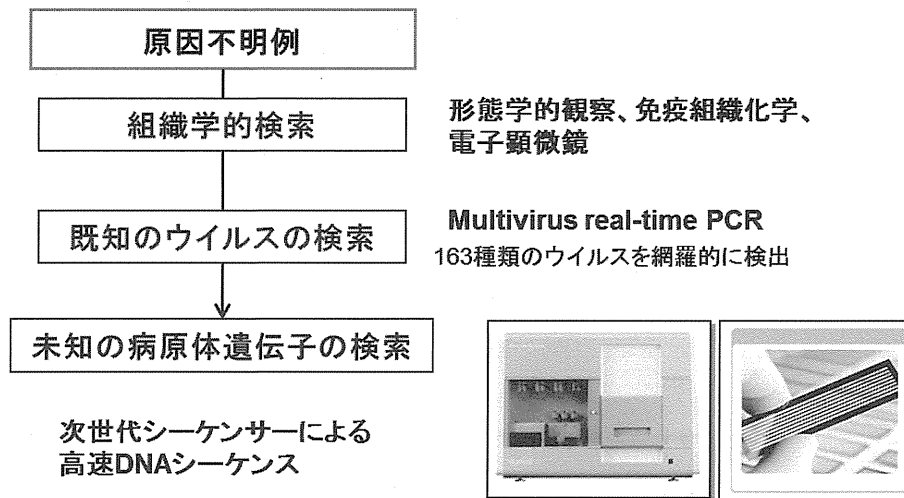 原因不明例
組織学的検索
形態学的観察、免疫組織化学、
電子顕微鏡
既知のウイルスの検索
Multivirus real-time PCR
163種類のウイルスを網羅的に検出
未知の病原体遺伝子の検索
次世代シーケンサーによる
高速DNAシーケンス